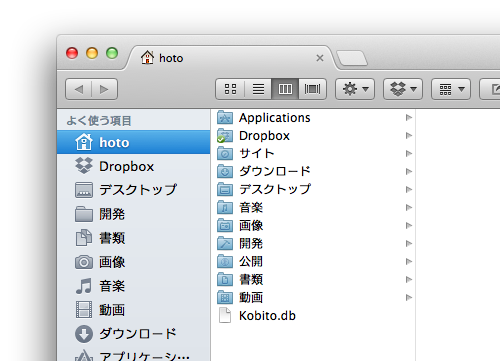 hoto
よく使う項目
hoto
Dropbox
デスクトップ
開発
書類
画像
音楽
動画
ダウンロード
アプリケーシ…
Applications
Dropbox
サイト
ダウンロード
デスクトップ
音楽
画像
開発
公開
書類
動画
Kobito.db